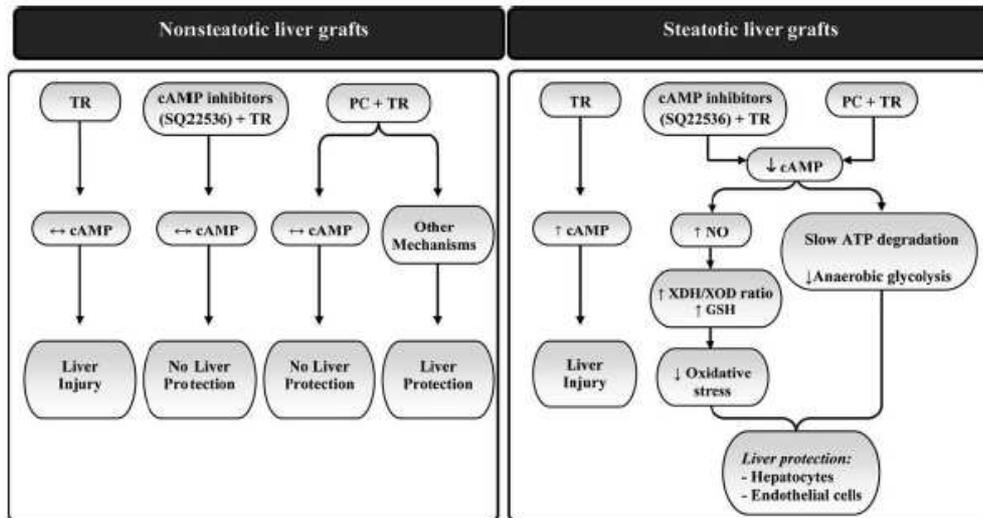 Nonsteatotic liver grafts
TR
cAMP inhibitors
(SQ22536) + TR
PC + TR
↔ cAMP
↔ cAMP
↔ cAMP
Other
Mechanisms
Liver
Injury
No Liver
Protection
No Liver
Protection
Liver
Protection
Steatotic liver grafts
TR
cAMP inhibitors
(SQ22536) + TR
PC + TR
↓ cAMP
↑ cAMP
↑ NO
Slow ATP degradation
↓Anaerobic glycolysis
↑ XDH/XOD ratio
↑ GSH
Liver
Injury
↓ Oxidative
stress
Liver protection:
- Hepatocytes
- Endothelial cells